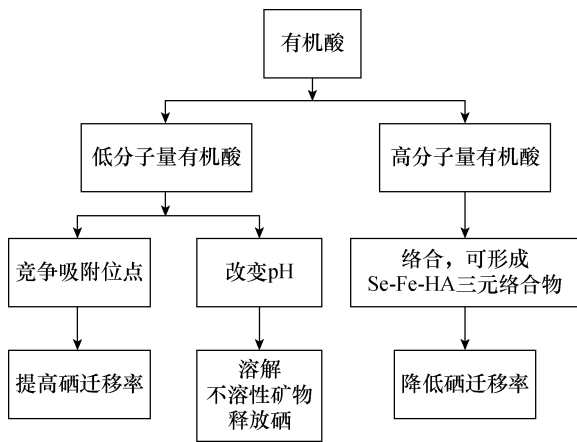 有机酸
低分子量有机酸
高分子量有机酸
竞争吸附位点
改变pH
络合，可形成
Se-Fe-HA三元络合物
提高硒迁移率
溶解
不溶性矿物
释放硒
降低硒迁移率